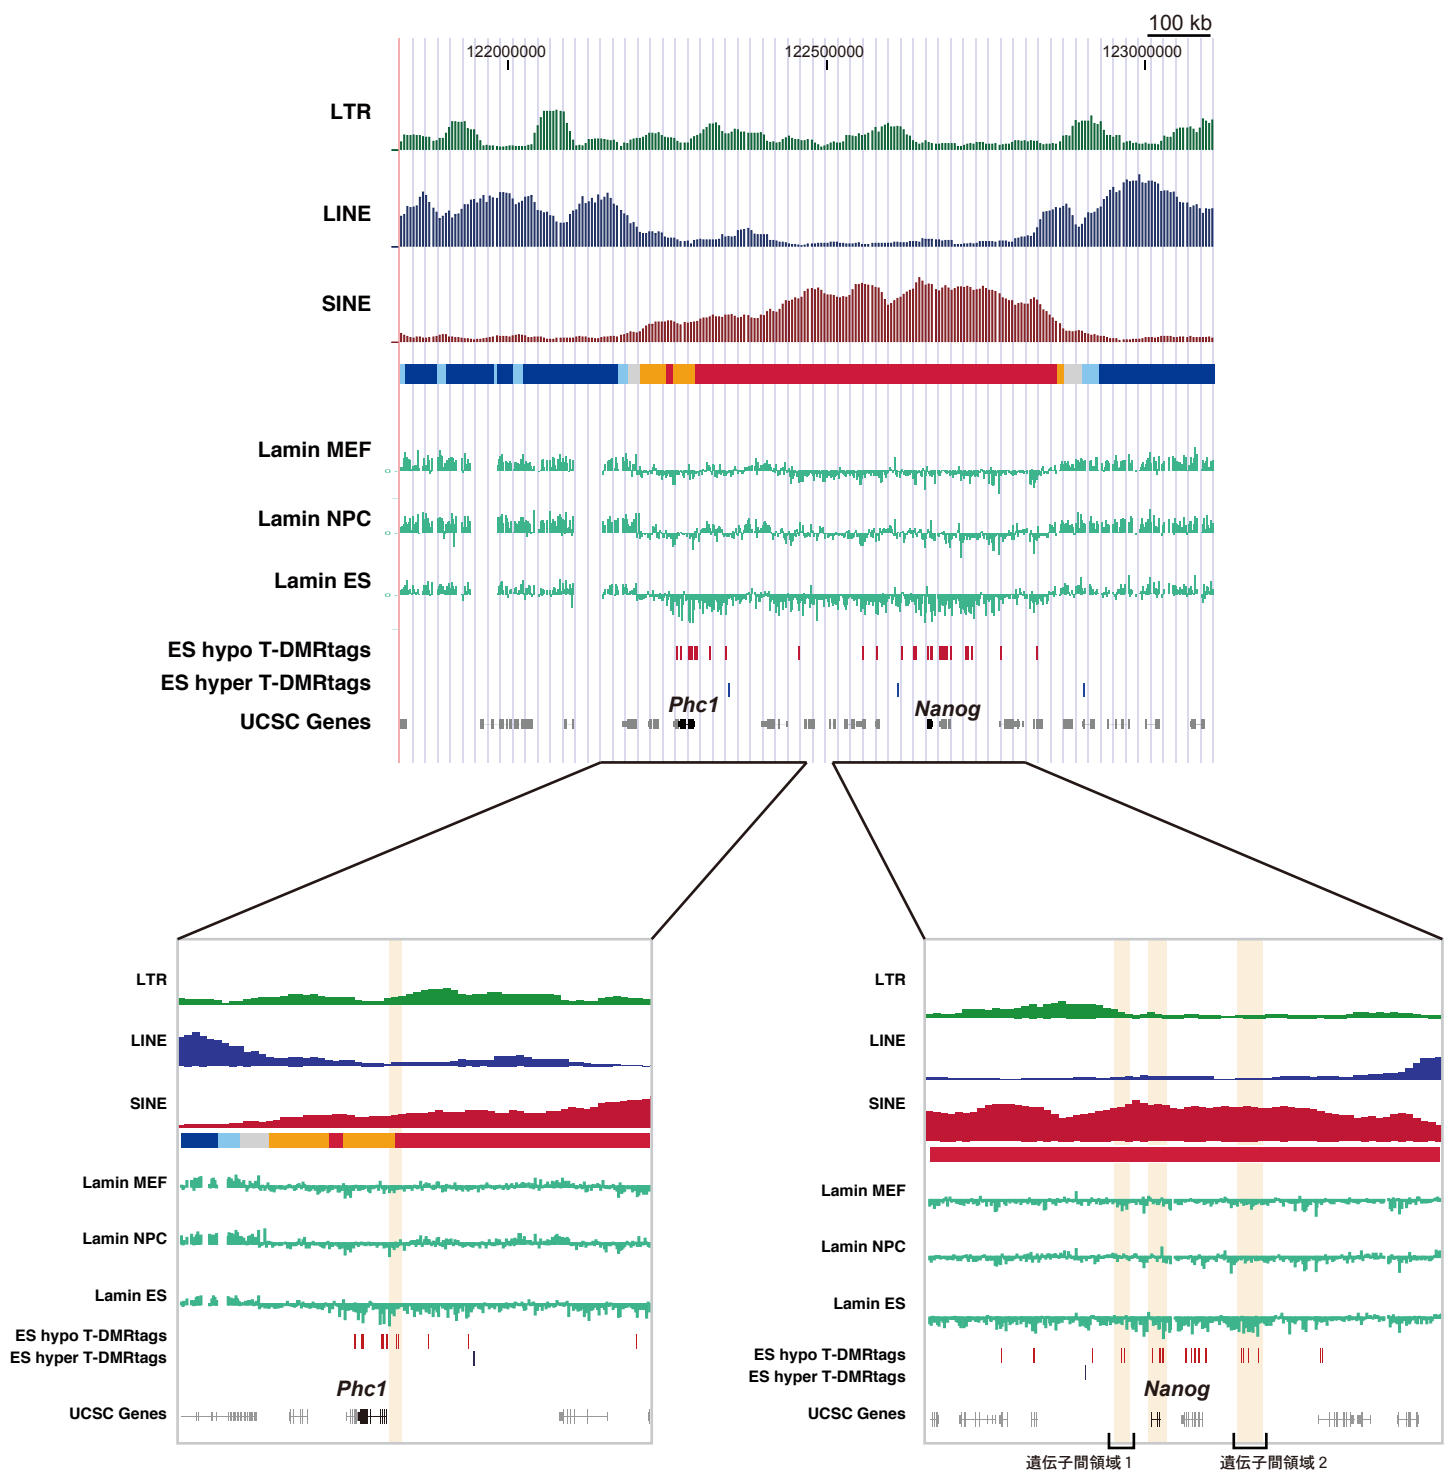 100 kb
122000000 122500000 123000000
LTR
LINE
SINE
Lamin MEF
0
Lamin NPC
0
Lamin ES
0
ES hypo T-DMRtags
ES hyper T-DMRtags
Phc1 Nanog
UCSC Genes
LTR
LINE
SINE
Lamin MEF
Lamin NPC
Lamin ES
ES hypo T-DMRtags
ES hyper T-DMRtags
Phc1
UCSC Genes
LTR
LINE
SINE
Lamin MEF
Lamin NPC
Lamin ES
ES hypo T-DMRtags
ES hyper T-DMRtags
Nanog
UCSC Genes
遺伝子間領域 1 遺伝子間領域 2